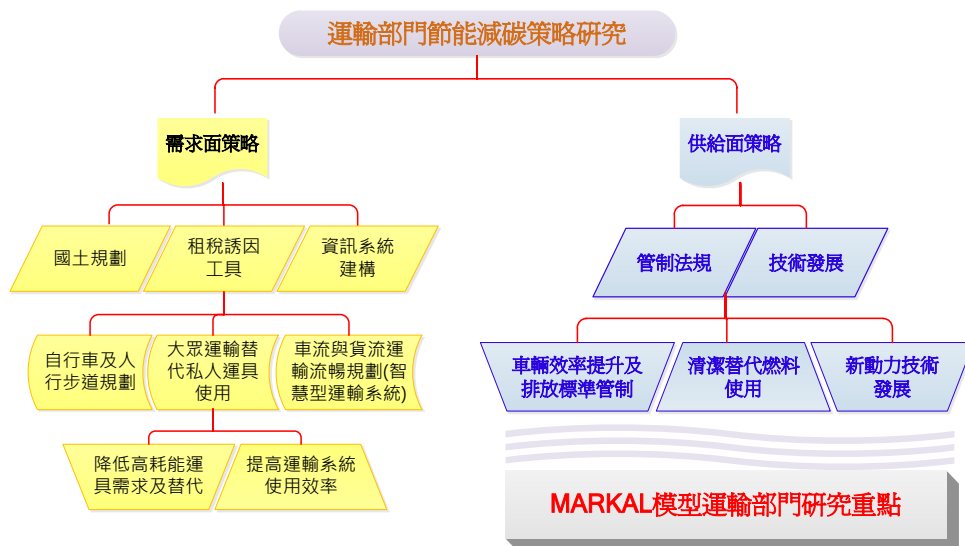 運輸部門節能減碳策略研究
需求面策略
供給面策略
國土規劃
租稅誘因
工具
資訊系統
建構
管制法規
技術發展
自行車及人
行步道規劃
大眾運輸替
代私人運具
使用
車流與貨流運
輸流暢規劃(智
慧型運輸系統)
車輛效率提升及
排放標準管制
清潔替代燃料
使用
新動力技術
發展
降低高耗能運
具需求及替代
提高運輸系統
使用效率
MARKAL模型運輸部門研究重點